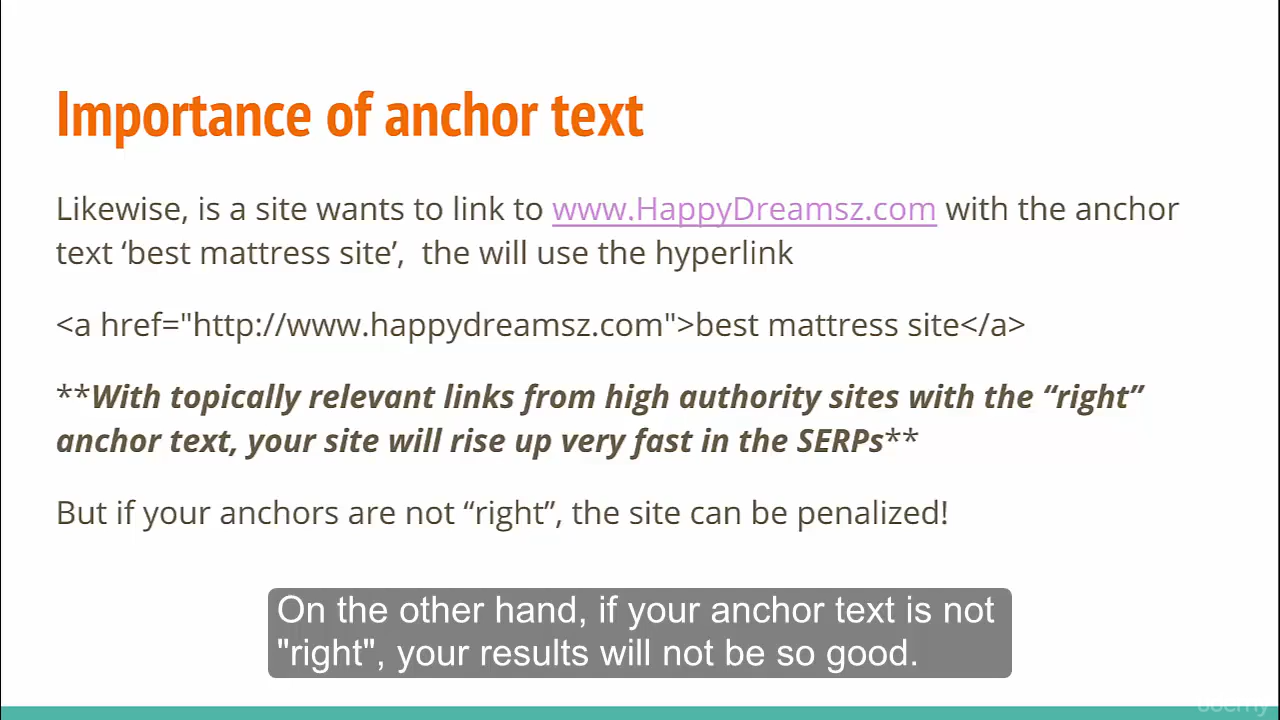 Importance of anchor text
Likewise, is a site wants to link to www.HappyDreamsz.com with the anchor
text ‘best mattress site’,  the will use the hyperlink
<a href="http://www.happydreamsz.com">best mattress site</a>
**With topically relevant links from high authority sites with the “right”
anchor text, your site will rise up very fast in the SERPs**
But if your anchors are not “right”, the site can be penalized!
On the other hand, if your anchor text is not
"right", your results will not be so good.
udemy